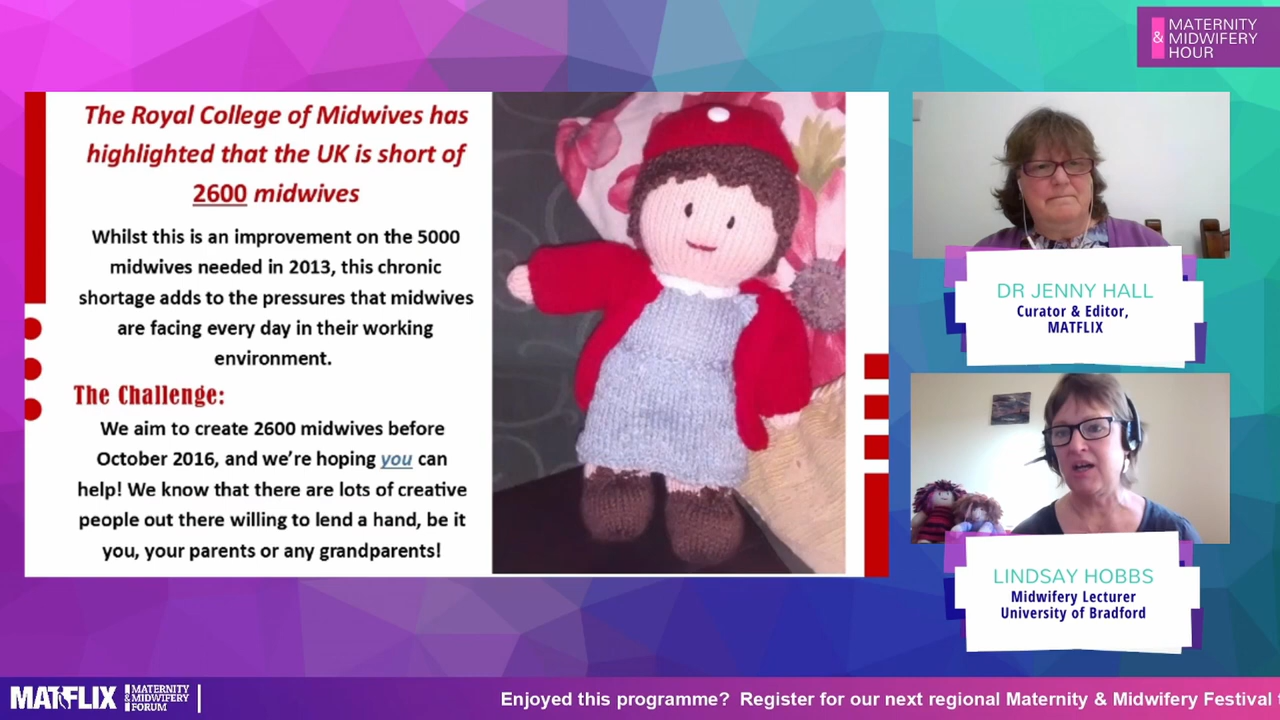 MATERNITY
& MIDWIFERY
HOUR
The Royal College of Midwives has
highlighted that the UK is short of
2600 midwives
Whilst this is an improvement on the 5000
midwives needed in 2013, this chronic
shortage adds to the pressures that midwives
are facing every day in their working
environment.
The Challenge:
We aim to create 2600 midwives before
October 2016, and we're hoping you can
help! We know that there are lots of creative
people out there willing to lend a hand, be it
you, your parents or any grandparents!
DR JENNY HALL
Curator & Editor,
MATFLIX
LINDSAY HOBBS
Midwifery Lecturer
University of Bradford
MATFLIX
MATERNITY
& MIDWIFERY
FORUM
Enjoyed this programme? Register for our next regional Maternity & Midwifery Festival